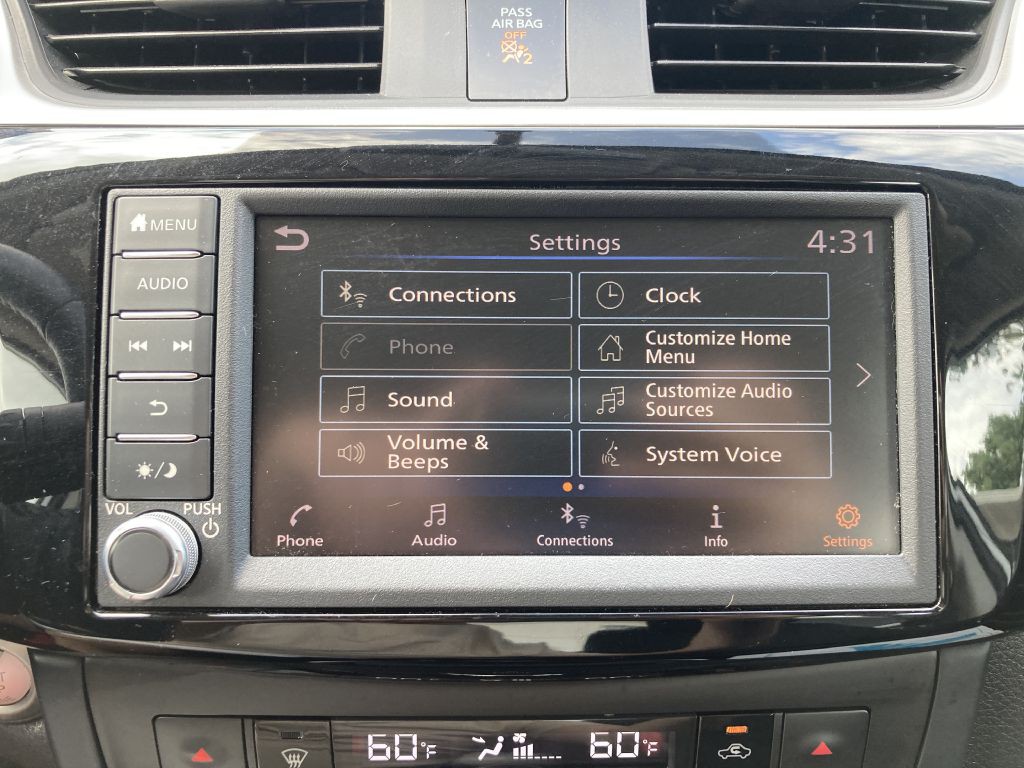 PASS
AIR BAG
OFF
2
MENU
AUDIO
VOL PUSH
Settings 4:31
Connections Clock
Phone Customize Home
Menu
Sound Customize Audio
Sources
Volume &
Beeps System Voice
Phone Audio Connections Info Settings
60°F 60°F